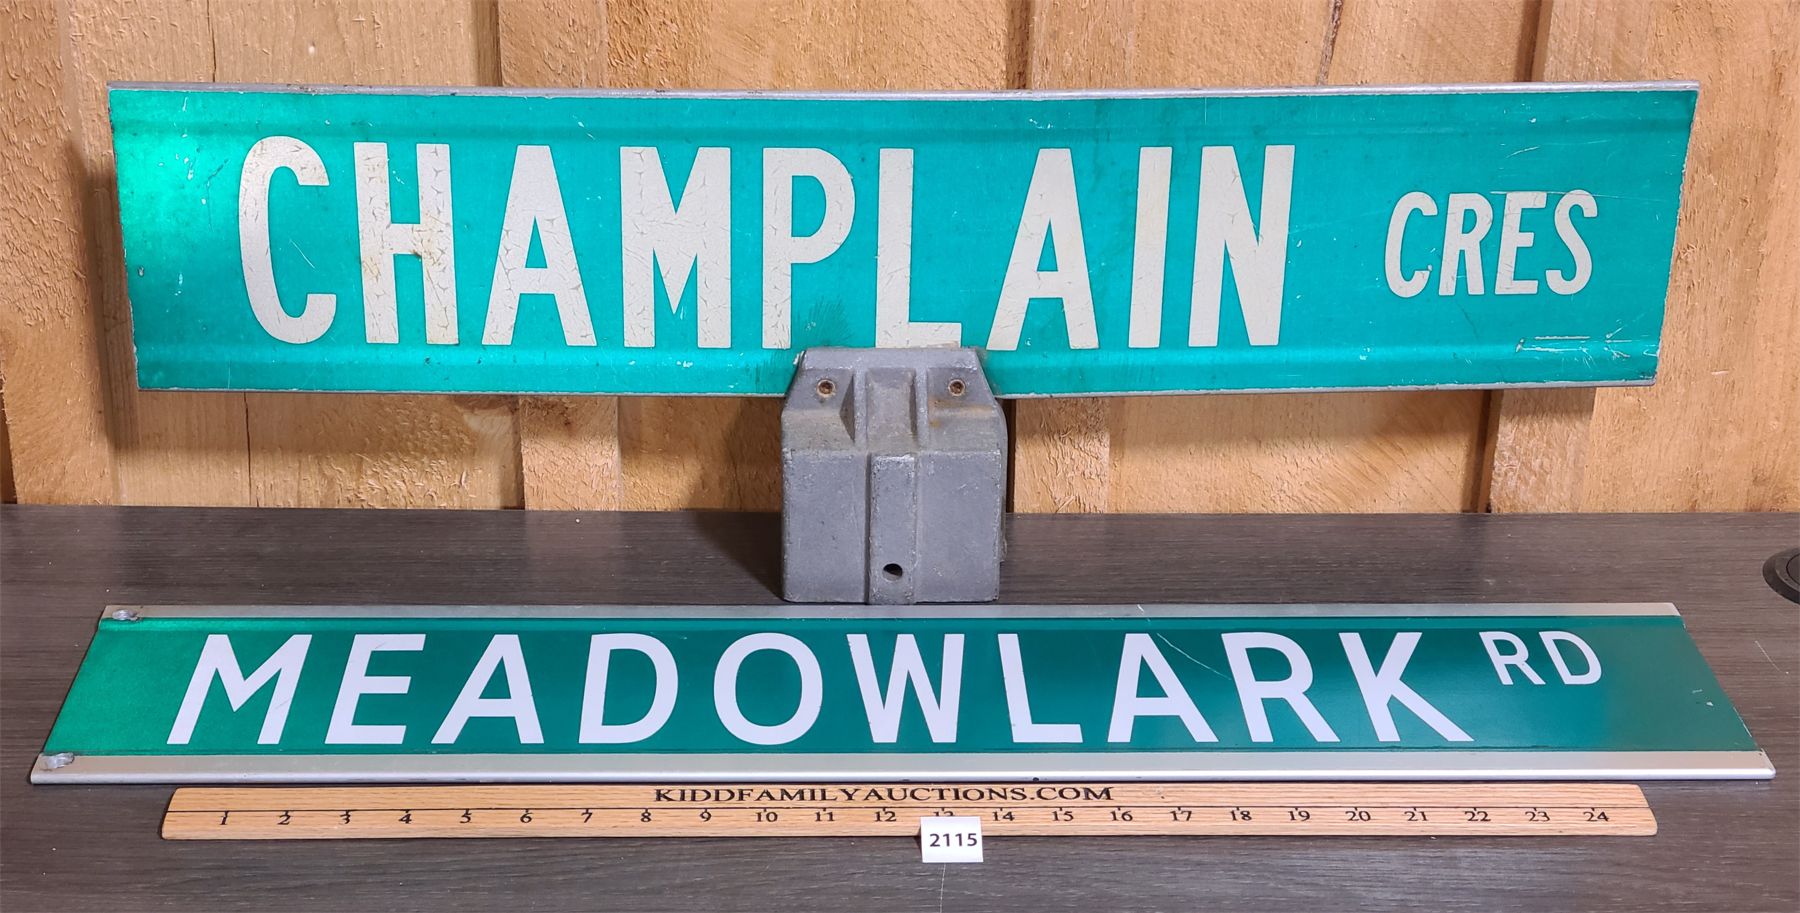 CHAMPLAIN CRES
MEADOWLARK RD
KIDDFAMILYAUCTIONS.COM
1 2 3 4 5 6 7 8 9 10 11 12 13 14 15 16 17 18 19 20 21 22 23 24
2115